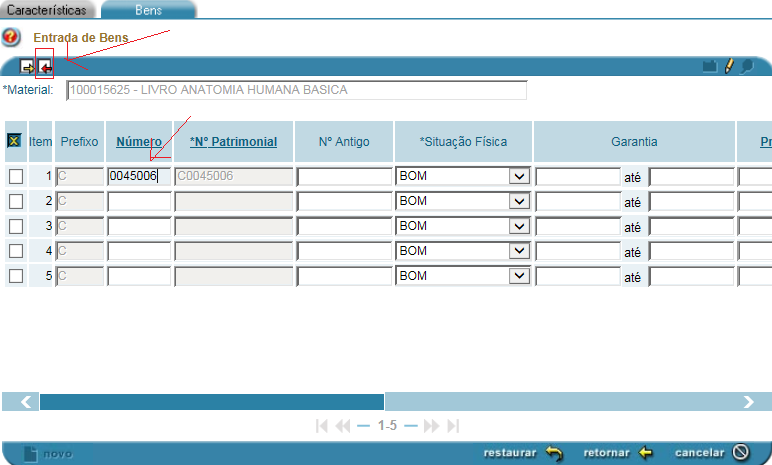 Características Bens
Entrada de Bens
*Material: 100015625 - LIVRO ANATOMIA HUMANA BASICA
Item Prefixo Número *Nº Patrimonial Nº Antigo *Situação Física Garantia Pr
1 C 0045006 C0045006 BOM até
2 C BOM até
3 C BOM até
4 C BOM até
5 C BOM até
1-5
novo restaurar retornar cancelar